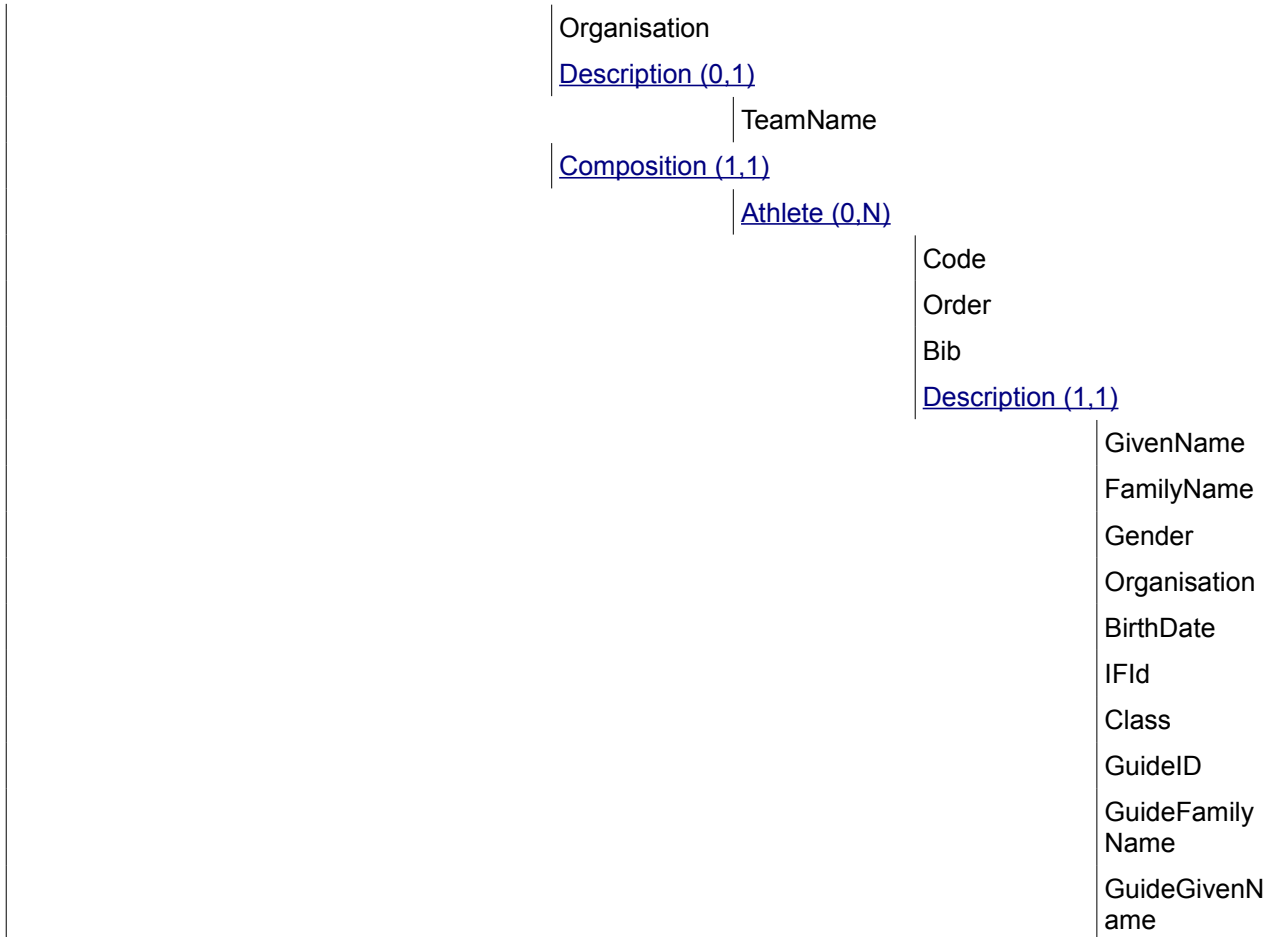 Organisation
Description (0,1)
TeamName
Composition (1,1)
Athlete (0,N)
Code
Order
Bib
Description (1,1)
GivenName
FamilyName
Gender
Organisation
BirthDate
IFId
Class
GuideID
GuideFamily
Name
GuideGivenN
ame